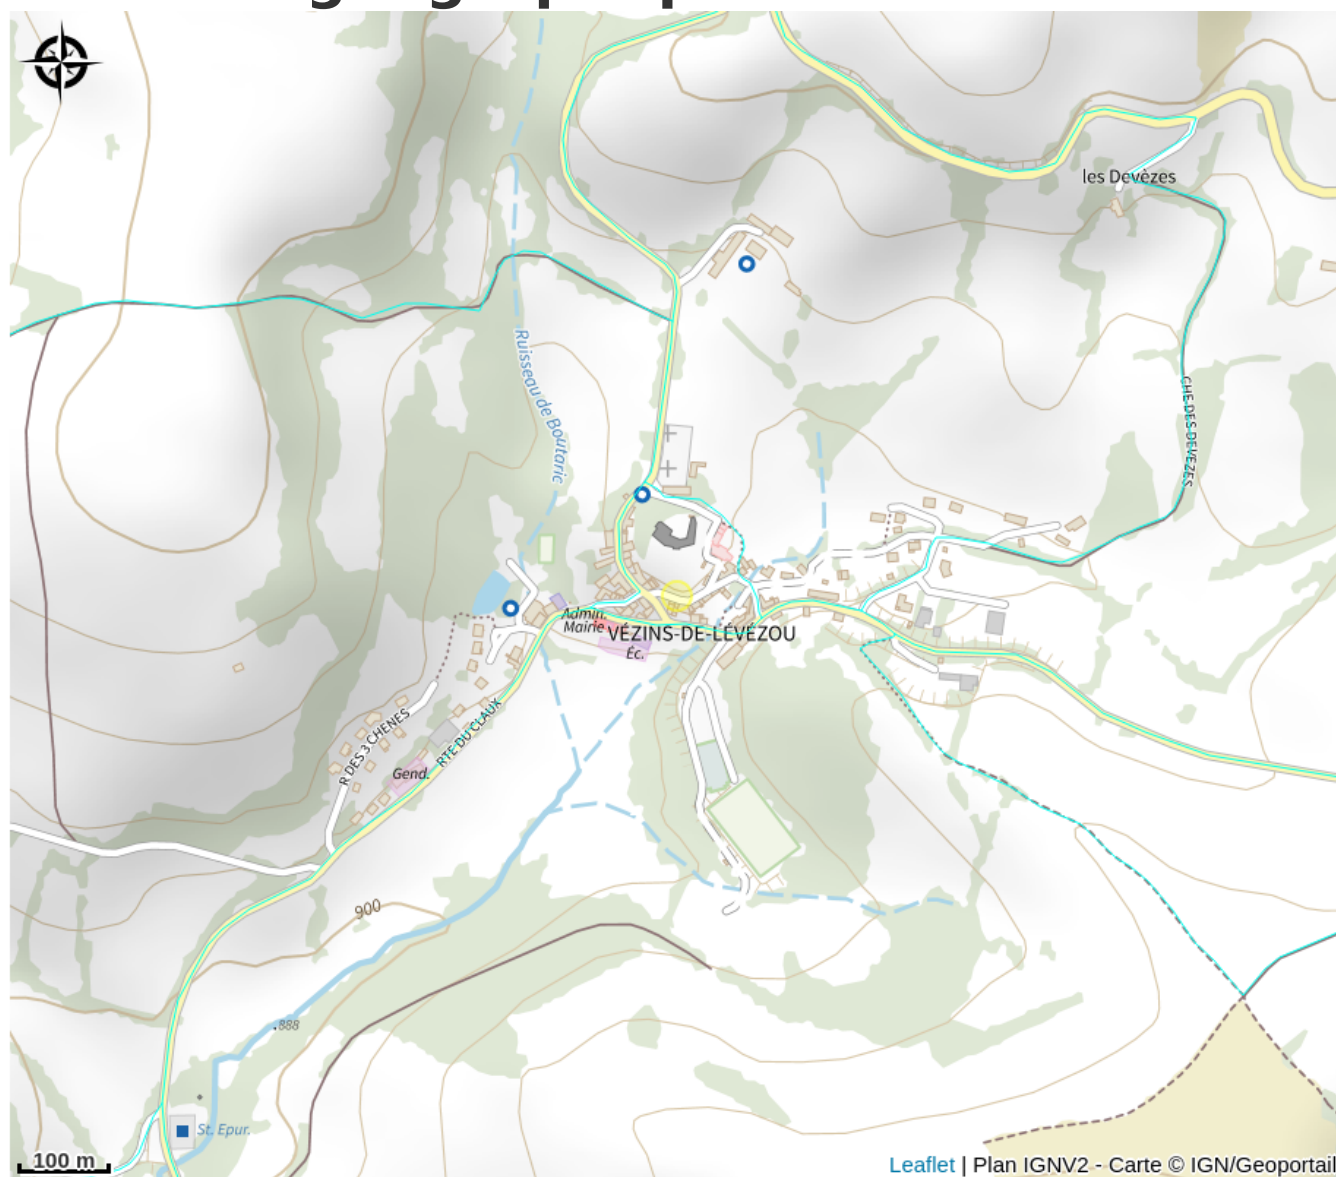 les Devèzes
Ruisseau de Boutaric
CHE DES DEVEZES
Admin.
Mairie
VÉZINS-DE-LÉVÉZOU
Éc.
R DES 3 CHENES
RTE DU CLAUX
Gend.
900
888
St. Epur.
100 m
Leaflet | Plan IGNV2 - Carte © IGN/Geoportail